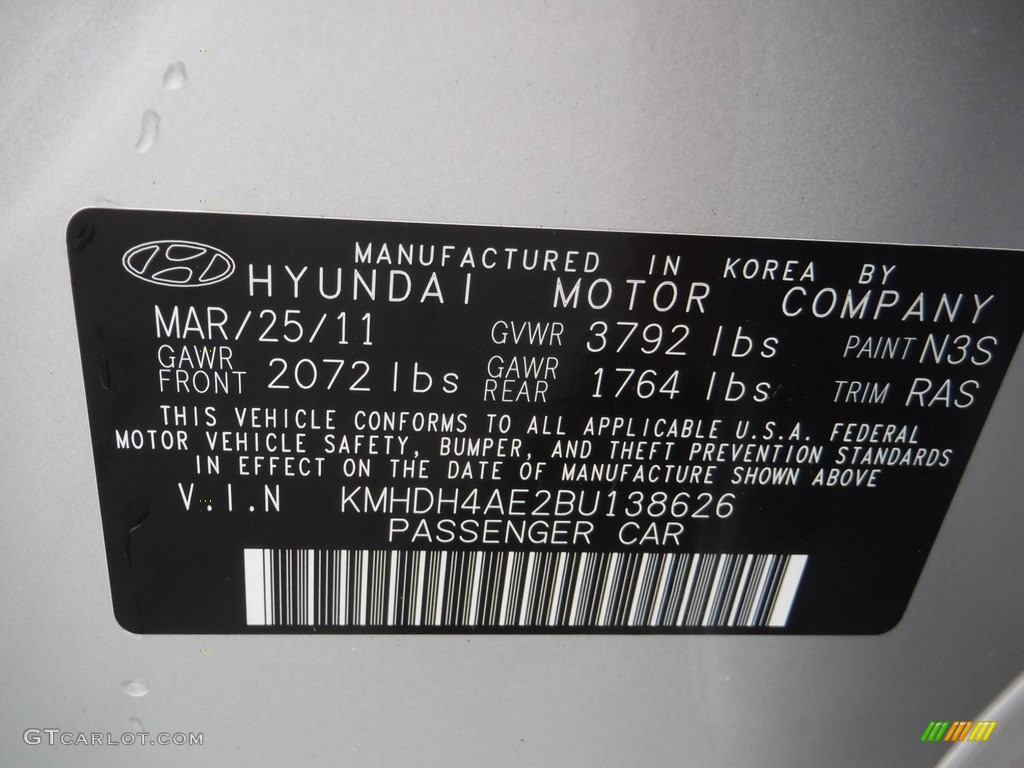 MANUFACTURED IN KOREA BY
HYUNDAI MOTOR COMPANY
MAR/25/11 GVWR 3792 lbs PAINT N3S
GAWR FRONT 2072 lbs GAWR REAR 1764 lbs TRIM RAS
THIS VEHICLE CONFORMS TO ALL APPLICABLE U.S.A. FEDERAL
MOTOR VEHICLE SAFETY, BUMPER, AND THEFT PREVENTION STANDARDS
IN EFFECT ON THE DATE OF MANUFACTURE SHOWN ABOVE
V.I.N KMHDH4AE2BU138626
PASSENGER CAR
GTCARLOT.COM